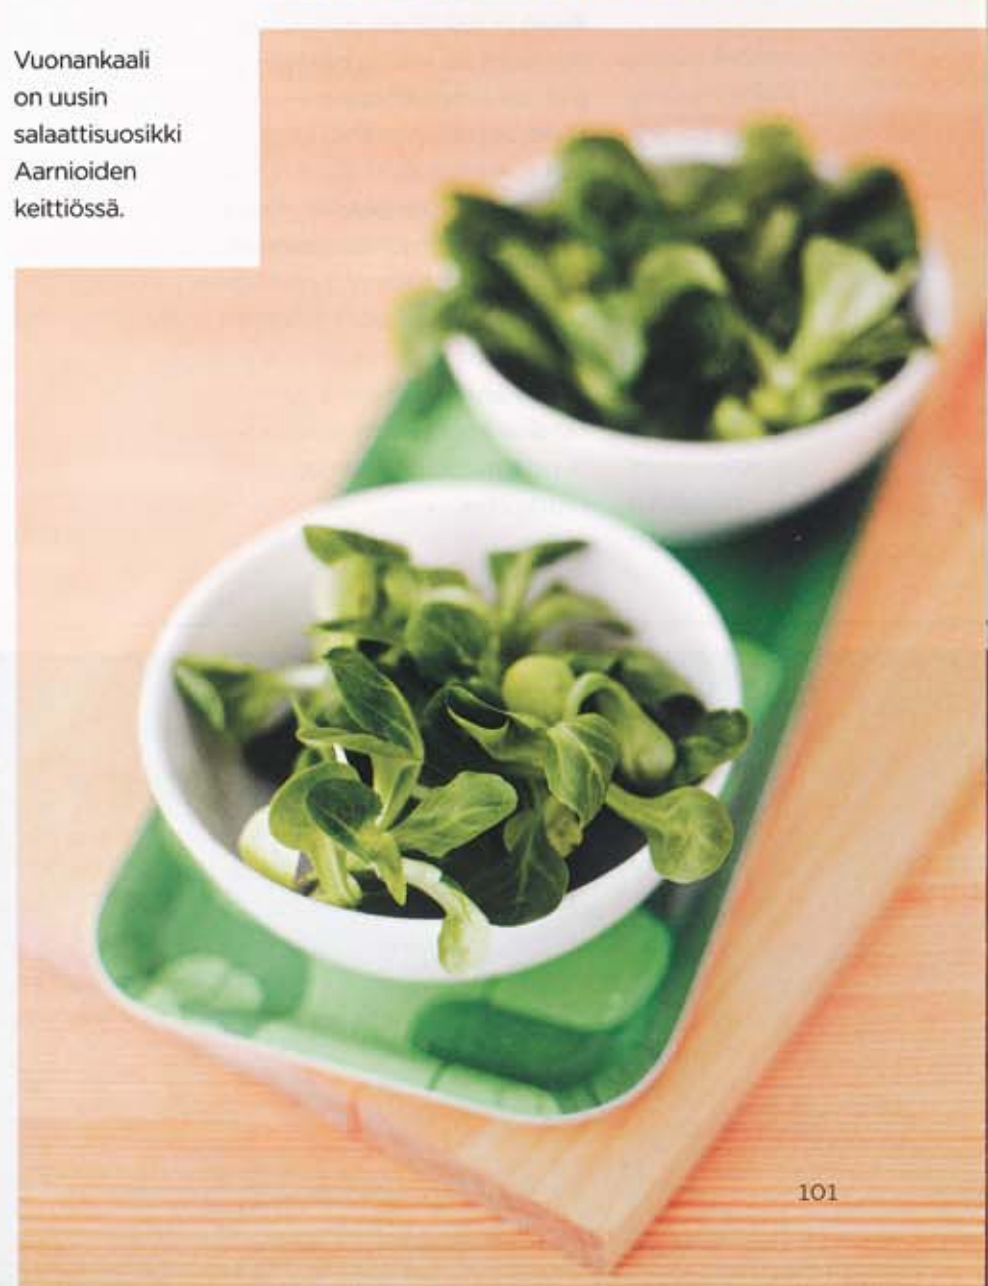 Vuonankaali
on uusin
salaattisuosikki
Aarnioiden
keittiössä.
101